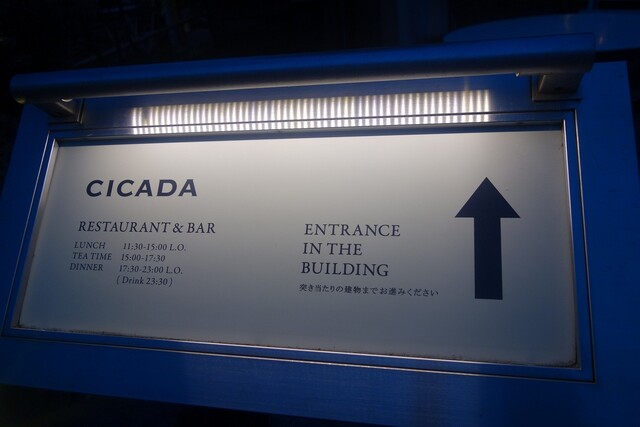 CICADA
RESTAURANT & BAR
LUNCH 11:30-15:00 L.O.
TEA TIME 15:00-17:30
DINNER 17:30-23:00 L.O.
( Drink 23:30 )
ENTRANCE
IN THE
BUILDING
突き当たりの建物までお進みください